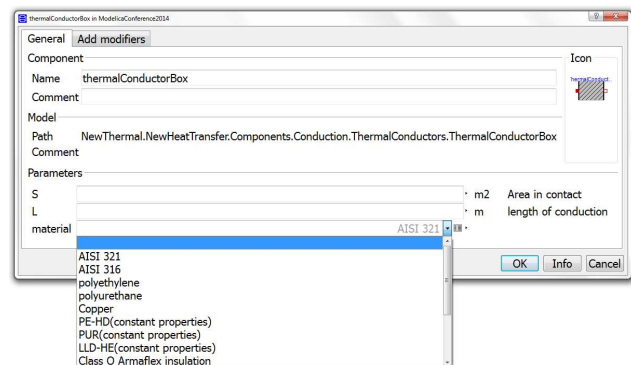 thermalConductorBox in ModelicaConference2014
General Add modifiers
Component
Icon
Name thermalConductorBox
Comment
Model
Path NewThermal.NewHeatTransfer.Components.Conduction.ThermalConductors.ThermalConductorBox
Comment
Parameters
S m2 Area in contact
L m length of conduction
material AISI 321
AISI 321
AISI 316
polyethylene
polyurethane
Copper
PE-HD(constant properties)
PUR(constant properties)
LLD-HE(constant properties)
Class O Armaflex insulation
OK Info Cancel